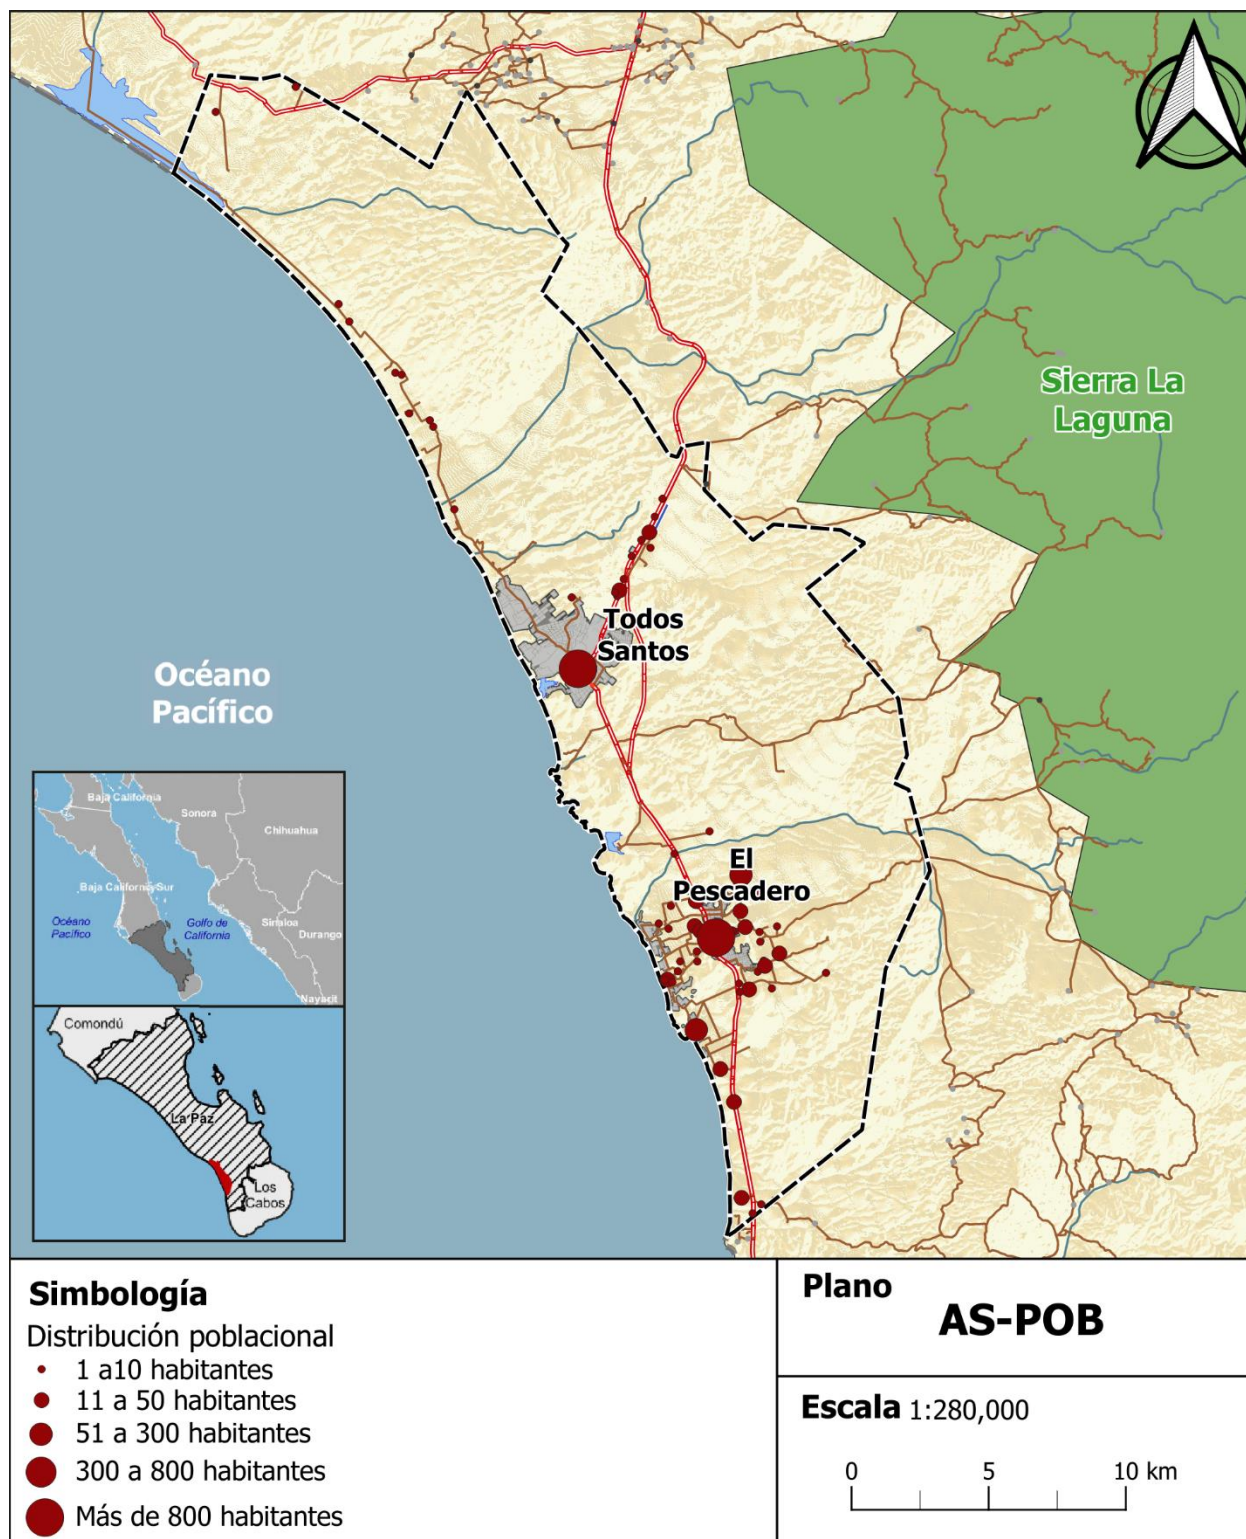 Sierra La
Laguna
Todos
Santos
Océano
Pacífico
El
Pescadero
Baja California
Sonora
Chihuahua
Baja California Sur
Océano
Pacífico
Golfo de
California
Sinaloa
Durango
Nayarit
Comondú
La Paz
Los
Cabos
Simbología
Distribución poblacional
1 a10 habitantes
11 a 50 habitantes
51 a 300 habitantes
300 a 800 habitantes
Más de 800 habitantes
Plano
AS-POB
Escala 1:280,000
0 5 10 km